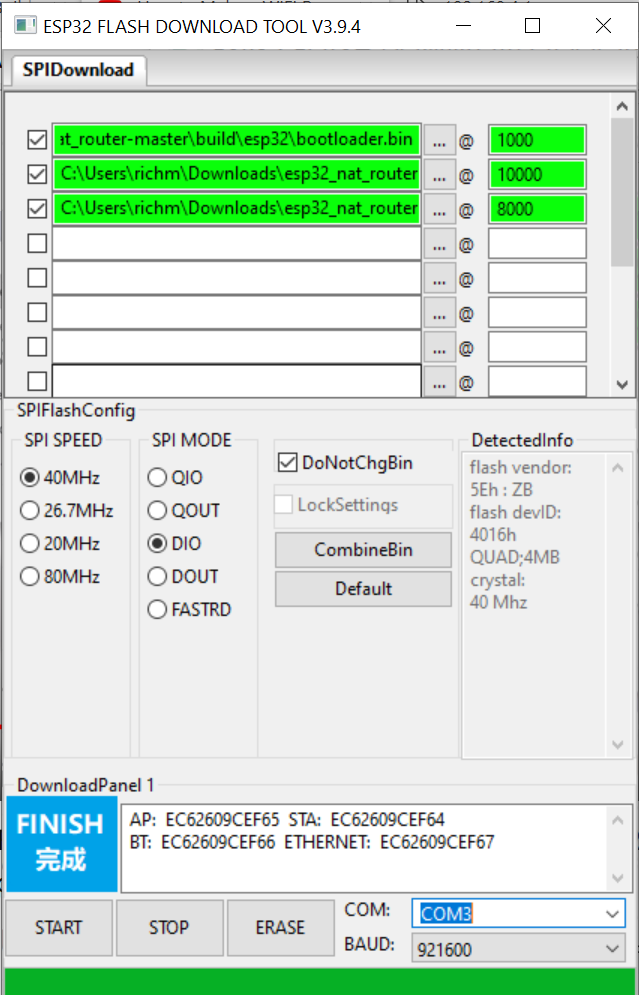 ESP32 FLASH DOWNLOAD TOOL V3.9.4
SPIDownload
at_router-master\build\esp32\bootloader.bin ... @ 1000
C:\Users\richm\Downloads\esp32_nat_router ... @ 10000
C:\Users\richm\Downloads\esp32_nat_router ... @ 8000
... @
... @
... @
... @
... @
SPIFlashConfig
SPI SPEED
40MHz
26.7MHz
20MHz
80MHz
SPI MODE
QIO
QOUT
DIO
DOUT
FASTRD
DoNotChgBin
LockSettings
CombineBin
Default
DetectedInfo
flash vendor:
5Eh : ZB
flash devID:
4016h
QUAD;4MB
crystal:
40 Mhz
DownloadPanel 1
FINISH
完成
AP: EC62609CEF65 STA: EC62609CEF64
BT: EC62609CEF66 ETHERNET: EC62609CEF67
START
STOP
ERASE
COM: COM3
BAUD: 921600